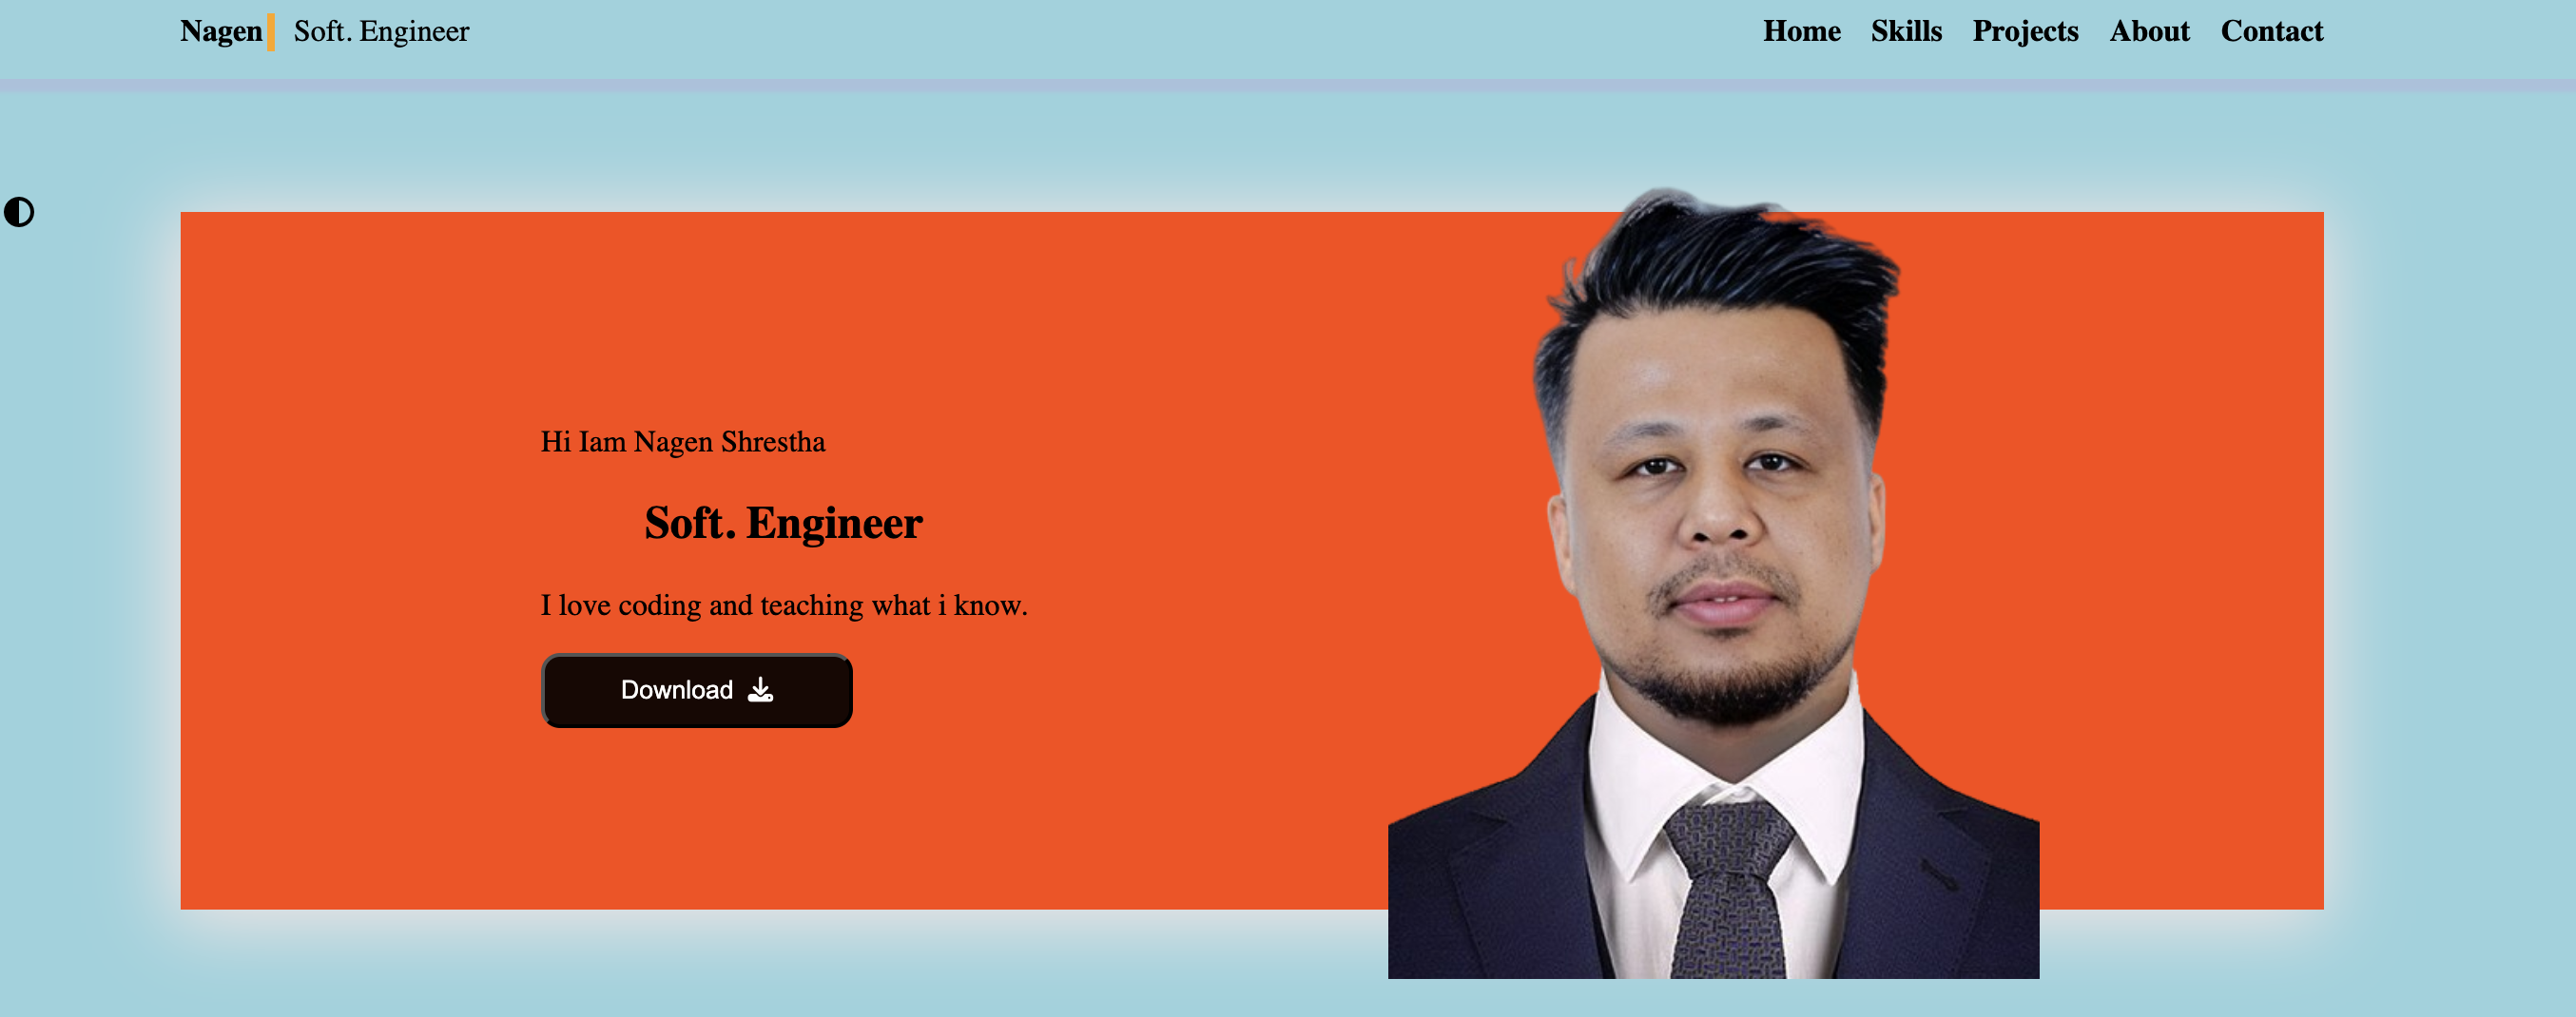 Nagen Soft. Engineer
Home Skills Projects About Contact
Hi Iam Nagen Shrestha
Soft. Engineer
I love coding and teaching what i know.
Download